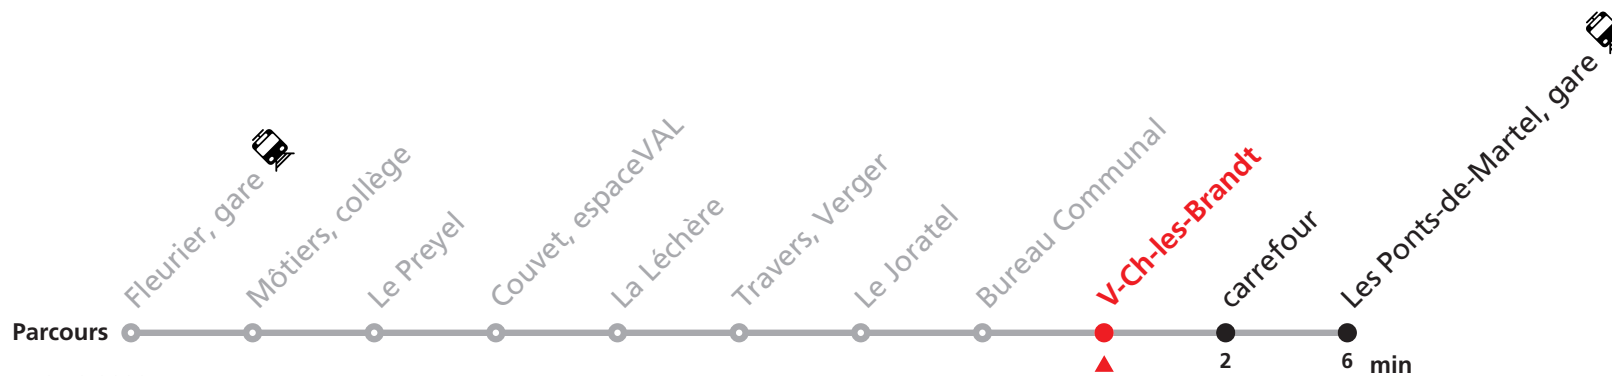 Fleurier, gare
Môtiers, collège
Le Preyel
Couvet, espaceVAL
La Léchère
Travers, Verger
Le Joratel
Bureau Communal
V-Ch-les-Brandt
carrefour
Les Ponts-de-Martel, gare
Parcours
2
6 min